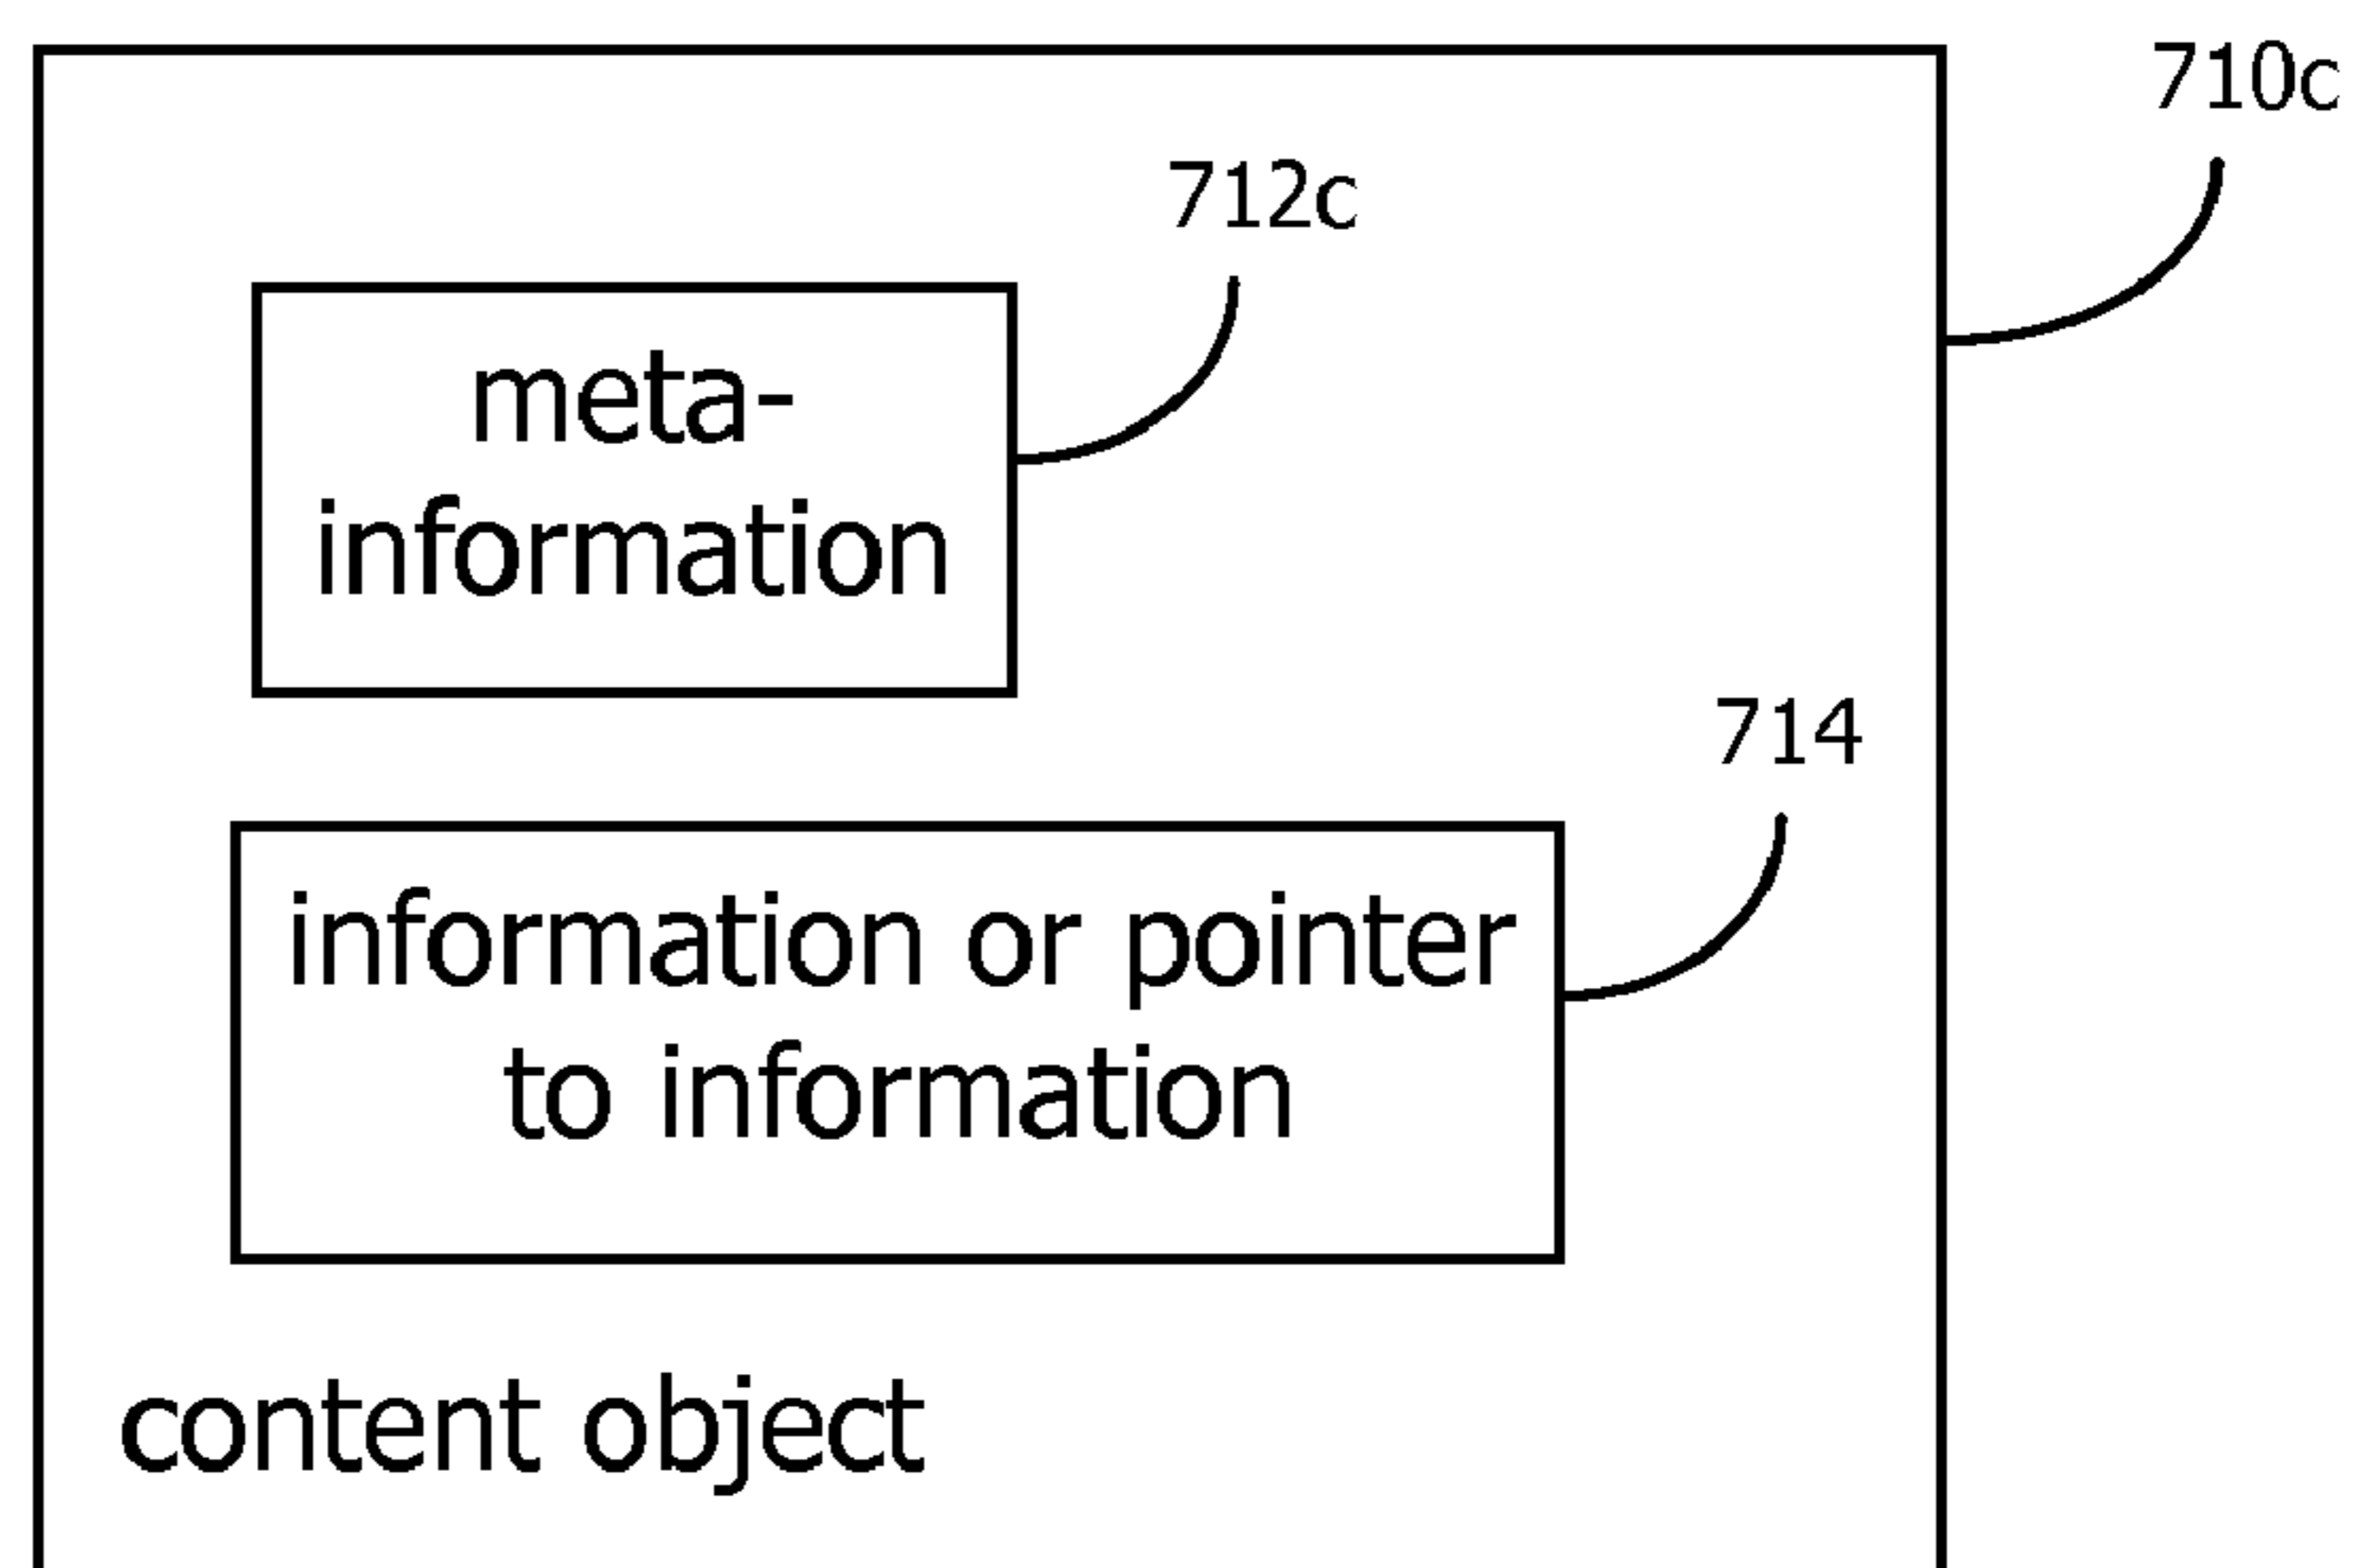 710c
712c
meta-
information
714
information or pointer
to information
content object